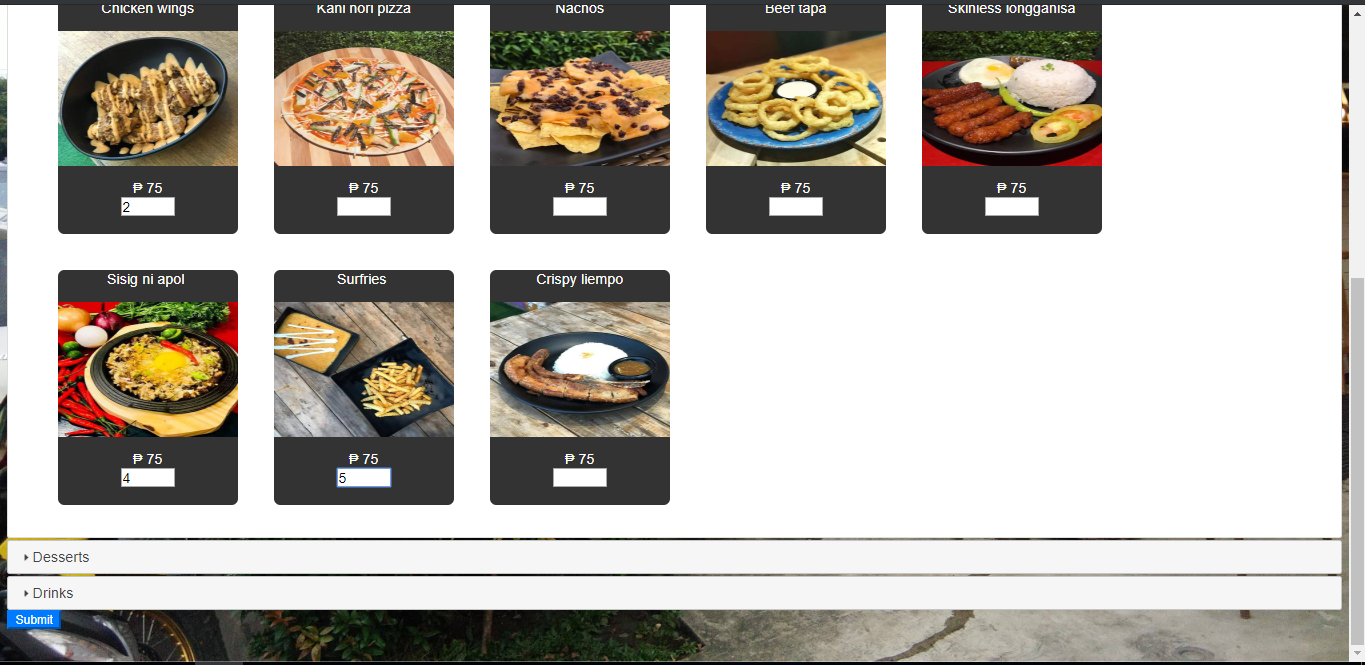 Chicken wings
Kani nori pizza
Nachos
Beef tapa
Skinless longganisa
₱ 75
₱ 75
₱ 75
₱ 75
₱ 75
2
Sisig ni apol
Surfries
Crispy liempo
₱ 75
₱ 75
₱ 75
4
5
Desserts
Drinks
Submit